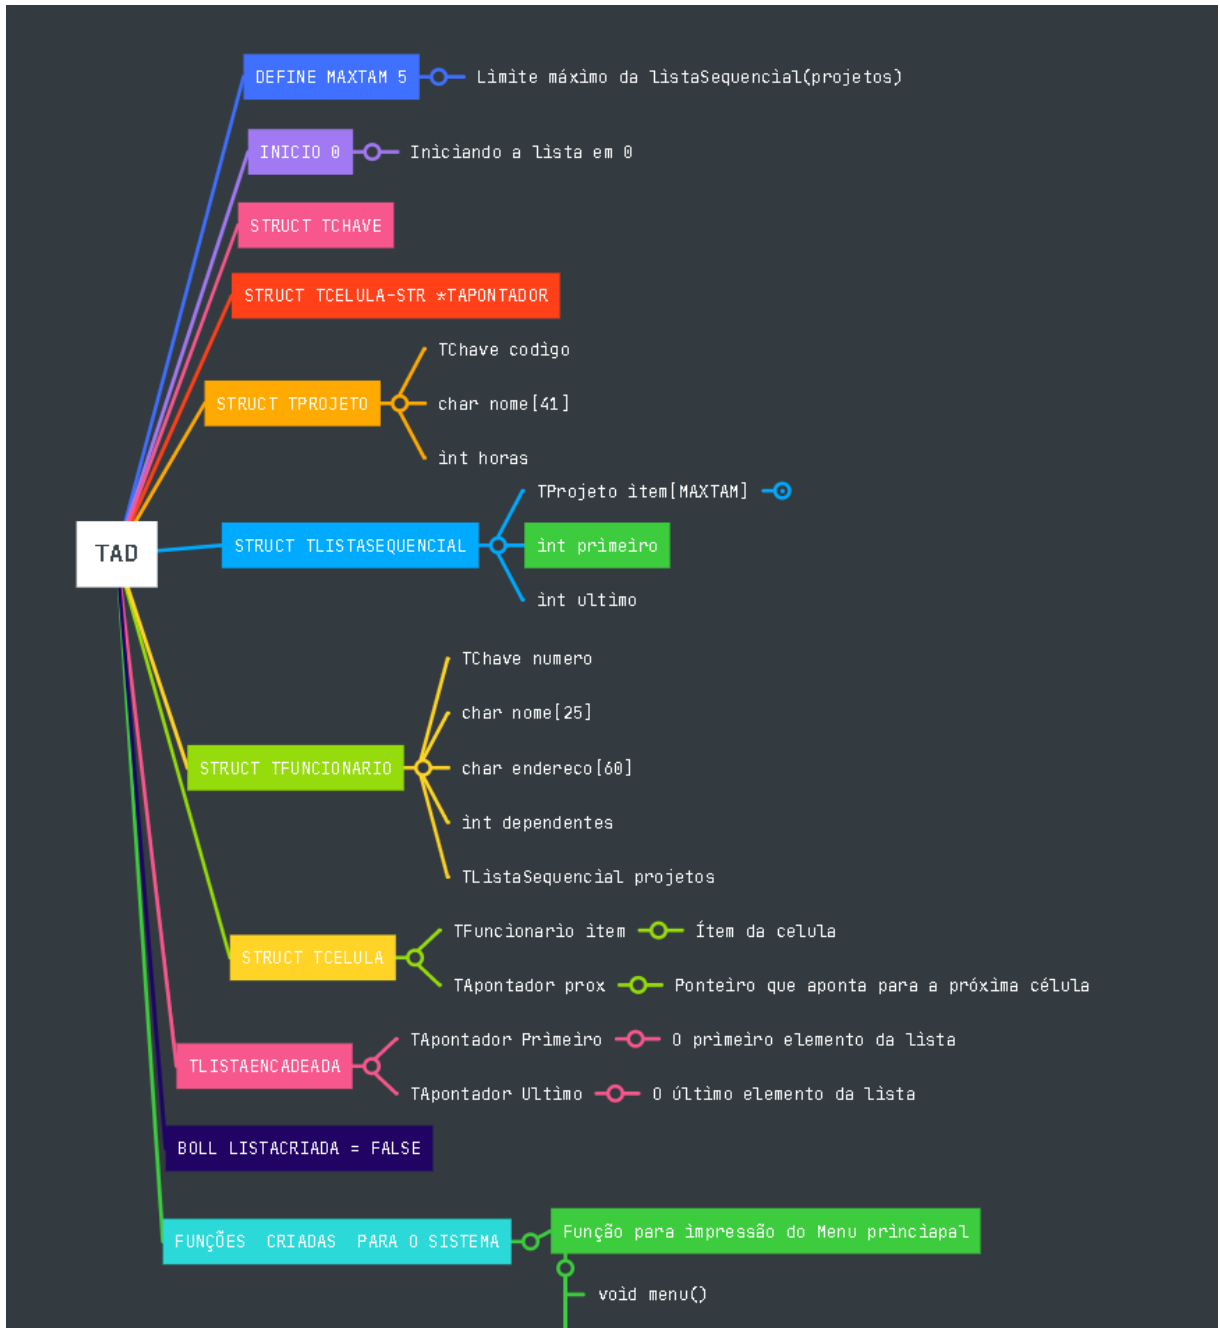 DEFINE MAXTAM 5
Limite máximo da listaSequencial(projetos)
INICIO 0
Iniciando a lista em 0
STRUCT TCHAVE
STRUCT TCELULA-STR *TAPONTADOR
STRUCT TPROJETO
TChave codigo
char nome[41]
int horas
TAD
STRUCT TLISTASEQUENCIAL
TProjeto item[MAXTAM]
int primeiro
int ultimo
STRUCT TFUNCIONARIO
TChave numero
char nome[25]
char endereco[60]
int dependentes
TListaSequencial projetos
STRUCT TCELULA
TFuncionario item
Ítem da celula
TApontador prox
Ponteiro que aponta para a próxima célula
TLISTAENCADEADA
TApontador Primeiro
O primeiro elemento da lista
TApontador Ultimo
O último elemento da lista
BOLL LISTACRIADA = FALSE
FUNÇÕES CRIADAS PARA O SISTEMA
Função para impressão do Menu princiapal
void menu()